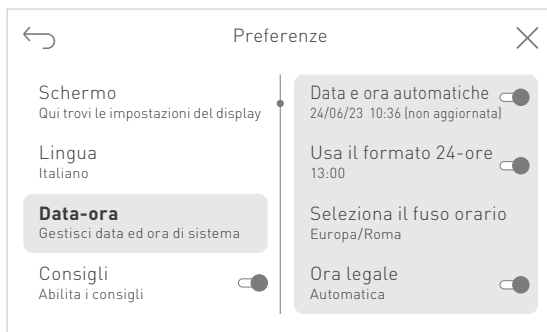 Preferenze
Schermo
Qui trovi le impostazioni del display
Lingua
Italiano
Data-ora
Gestisci data ed ora di sistema
Consigli
Abilita i consigli
Data e ora automatiche
24/06/23 10:36 (non aggiornata)
Usa il formato 24-ore
13:00
Seleziona il fuso orario
Europa/Roma
Ora legale
Automatica